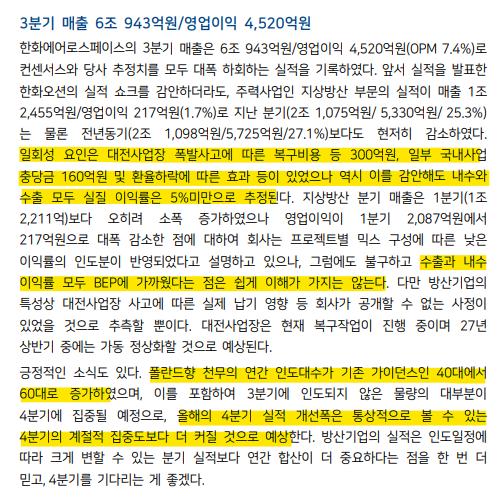 3분기 매출 6조 943억원/영업이익 4,520억원
한화에어로스페이스의 3분기 매출은 6조 943억원/영업이익 4,520억원(OPM 7.4%)로
컨센서스와 당사 추정치를 모두 대폭 하회하는 실적을 기록하였다. 앞서 실적을 발표한
한화오션의 실적 쇼크를 감안하더라도, 주력사업인 지상방산 부문의 실적이 매출 1조
2,455억원/영업이익 217억원(1.7%)로 지난 분기(2조 1,075억원/ 5,330억원/ 25.3%)
는 물론 전년동기(2조 1,098억원/5,725억원/27.1%)보다도 현저히 감소하였다.
일회성 요인은 대전사업장 폭발사고에 따른 복구비용 등 300억원, 일부 국내사업
충당금 160억원 및 환율하락에 따른 효과 등이 있었으나 역시 이를 감안해도 내수와
수출 모두 실질 이익률은 5%미만으로 추정된다. 지상방산 분기 매출은 1분기(1조
2,211억)보다 오히려 소폭 증가하였으나 영업이익이 1분기 2,087억원에서
217억원으로 대폭 감소한 점에 대하여 회사는 프로젝트별 믹스 구성에 따른 낮은
이익률의 인도분이 반영되었다고 설명하고 있으나, 그럼에도 불구하고 수출과 내수
이익률 모두 BEP에 가까웠다는 점은 쉽게 이해가 가지는 않는다. 다만 방산기업의
특성상 대전사업장 사고에 따른 실제 납기 영향 등 회사가 공개할 수 없는 사정이
있었을 것으로 추측할 뿐이다. 대전사업장은 현재 복구작업이 진행 중이며 27년
상반기 중에는 가동 정상화할 것으로 예상된다.
긍정적인 소식도 있다. 폴란드향 천무의 연간 인도대수가 기존 가이던스인 40대에서
60대로 증가하였으며, 이를 포함하여 3분기에 인도되지 않은 물량의 대부분이
4분기에 집중될 예정으로, 올해의 4분기 실적 개선폭은 통상적으로 볼 수 있는
4분기의 계절적 집중도보다 더 커질 것으로 예상한다. 방산기업의 실적은 인도일정에
따라 크게 변할 수 있는 분기 실적보다 연간 합산이 더 중요하다는 점을 한 번 더
믿고, 4분기를 기다리는 게 좋겠다.